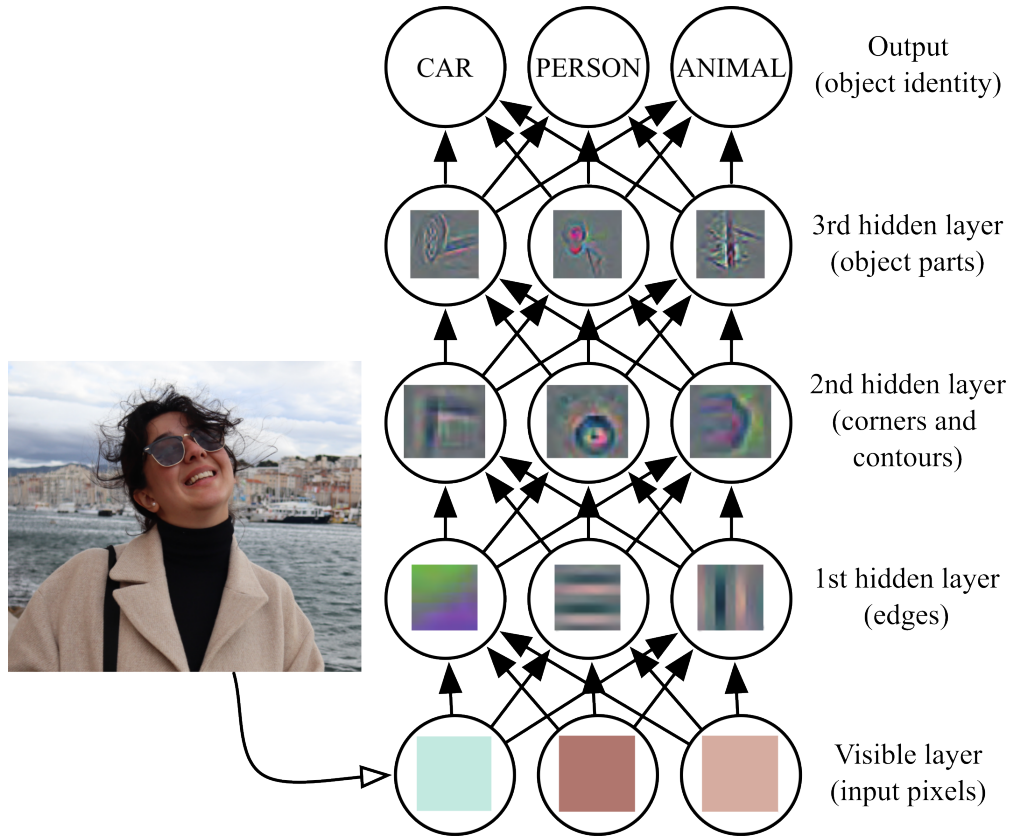 CAR
PERSON
ANIMAL
Output
(object identity)
3rd hidden layer
(object parts)
2nd hidden layer
(corners and
contours)
1st hidden layer
(edges)
Visible layer
(input pixels)